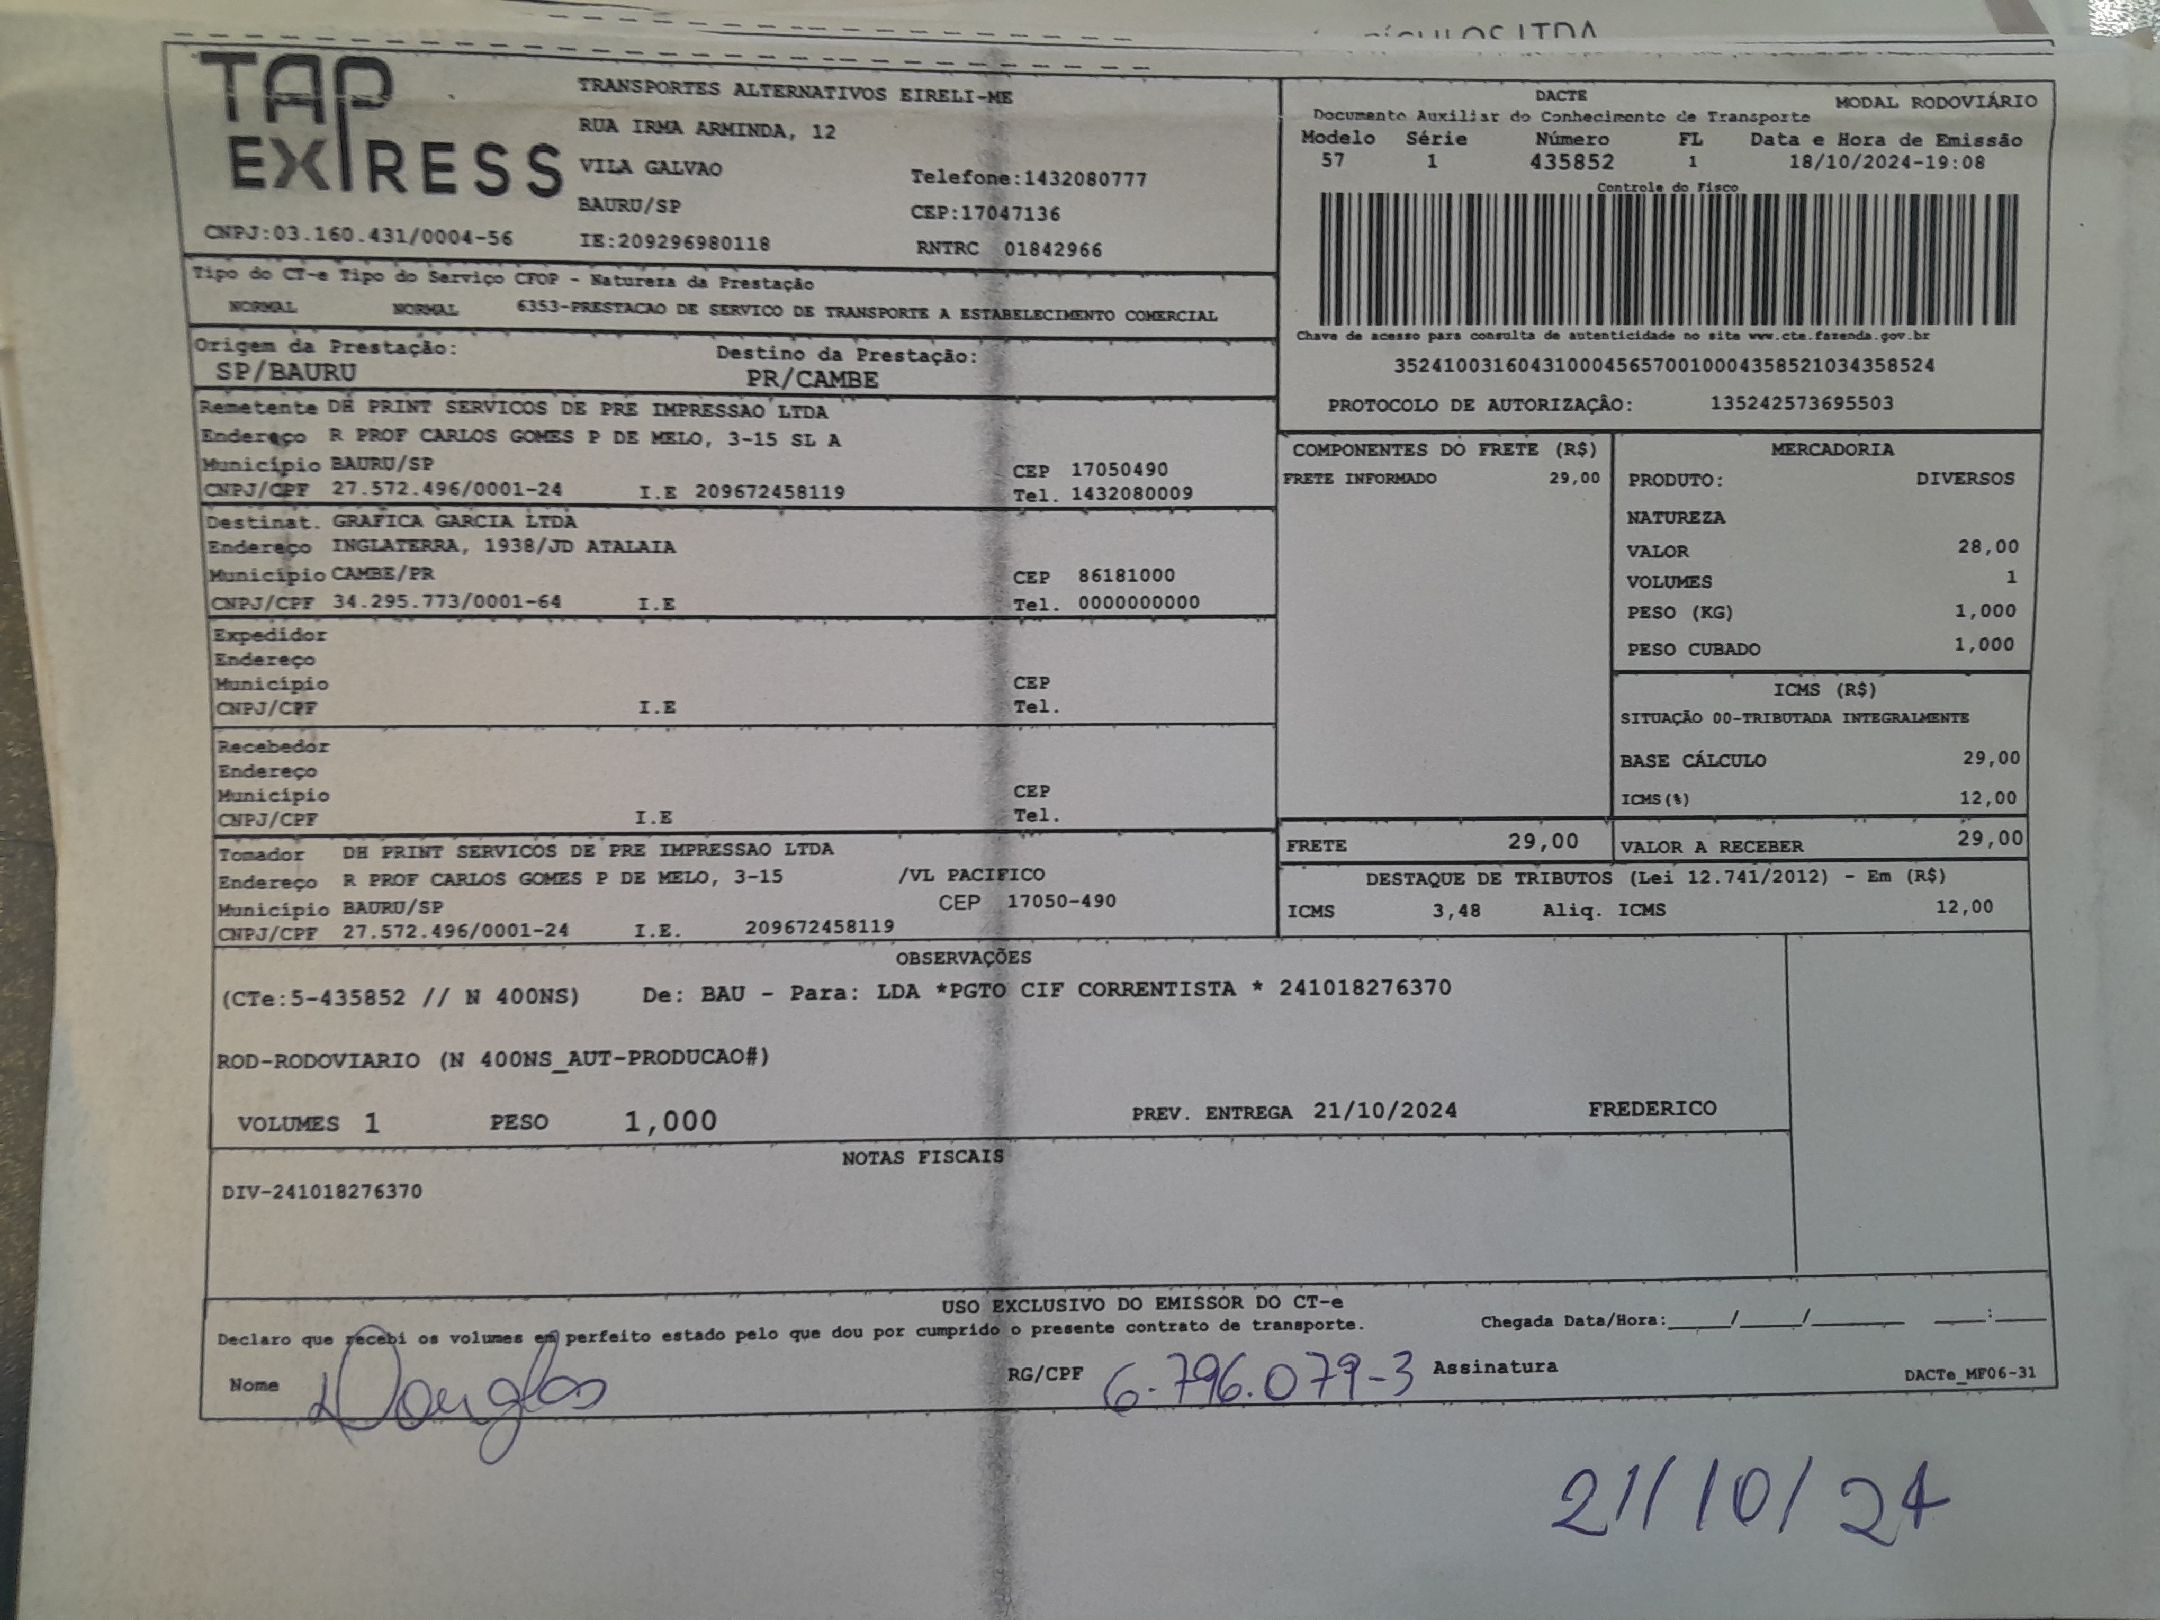 TAP EXPRESS
TRANSPORTES ALTERNATIVOS EIRELI-ME
RUA IRMA ARMINDA, 12
VILA GALVAO Telefone:1432080777
BAURU/SP CEP:17047136
CNPJ:03.160.431/0004-56 IE:209296980118 RNTRC 01842966
DACTE MODAL RODOVIÁRIO
Documento Auxiliar do Conhecimento de Transporte
Modelo Série Número FL Data e Hora de Emissão
57 1 435852 1 18/10/2024-19:08
Controle do Fisco
Chave de acesso para consulta de autenticidade no site www.cte.fazenda.gov.br
35241003160431000456570010004358521034358524
PROTOCOLO DE AUTORIZAÇÃO: 135242573695503
Tipo do CT-e Tipo do Serviço CFOP - Natureza da Prestação
NORMAL NORMAL 6353-PRESTACAO DE SERVICO DE TRANSPORTE A ESTABELECIMENTO COMERCIAL
Origem da Prestação: Destino da Prestação:
SP/BAURU PR/CAMBE
Remetente DH PRINT SERVICOS DE PRE IMPRESSAO LTDA
Endereço R PROF CARLOS GOMES P DE MELO, 3-15 SL A
Município BAURU/SP CEP 17050490
CNPJ/CPF 27.572.496/0001-24 I.E 209672458119 Tel. 1432080009
Destinat. GRAFICA GARCIA LTDA
Endereço INGLATERRA, 1938/JD ATALAIA
Município CAMBE/PR CEP 86181000
CNPJ/CPF 34.295.773/0001-64 I.E Tel. 0000000000
Expedidor
Endereço
Município CEP
CNPJ/CPF I.E Tel.
Recebedor
Endereço
Município CEP
CNPJ/CPF I.E Tel.
Tomador DH PRINT SERVICOS DE PRE IMPRESSAO LTDA
Endereço R PROF CARLOS GOMES P DE MELO, 3-15 /VL PACIFICO
Município BAURU/SP CEP 17050-490
CNPJ/CPF 27.572.496/0001-24 I.E. 209672458119
COMPONENTES DO FRETE (R$)
FRETE INFORMADO 29,00
MERCADORIA
PRODUTO: DIVERSOS
NATUREZA
VALOR 28,00
VOLUMES 1
PESO (KG) 1,000
PESO CUBADO 1,000
ICMS (R$)
SITUAÇÃO 00-TRIBUTADA INTEGRALMENTE
BASE CÁLCULO 29,00
ICMS(%) 12,00
FRETE 29,00 VALOR A RECEBER 29,00
DESTAQUE DE TRIBUTOS (Lei 12.741/2012) - Em (R$)
ICMS 3,48 Aliq. ICMS 12,00
OBSERVAÇÕES
(CTe:5-435852 // N 400NS) De: BAU - Para: LDA *PGTO CIF CORRENTISTA * 241018276370
ROD-RODOVIARIO (N 400NS_AUT-PRODUCAO#)
VOLUMES 1 PESO 1,000 PREV. ENTREGA 21/10/2024 FREDERICO
NOTAS FISCAIS
DIV-241018276370
USO EXCLUSIVO DO EMISSOR DO CT-e
Declaro que recebi os volumes em perfeito estado pelo que dou por cumprido o presente contrato de transporte. Chegada Data/Hora:____/____/______ ____:____
Nome Douglas RG/CPF 6.796.079-3 Assinatura DACTe_MF06-31
21/10/24